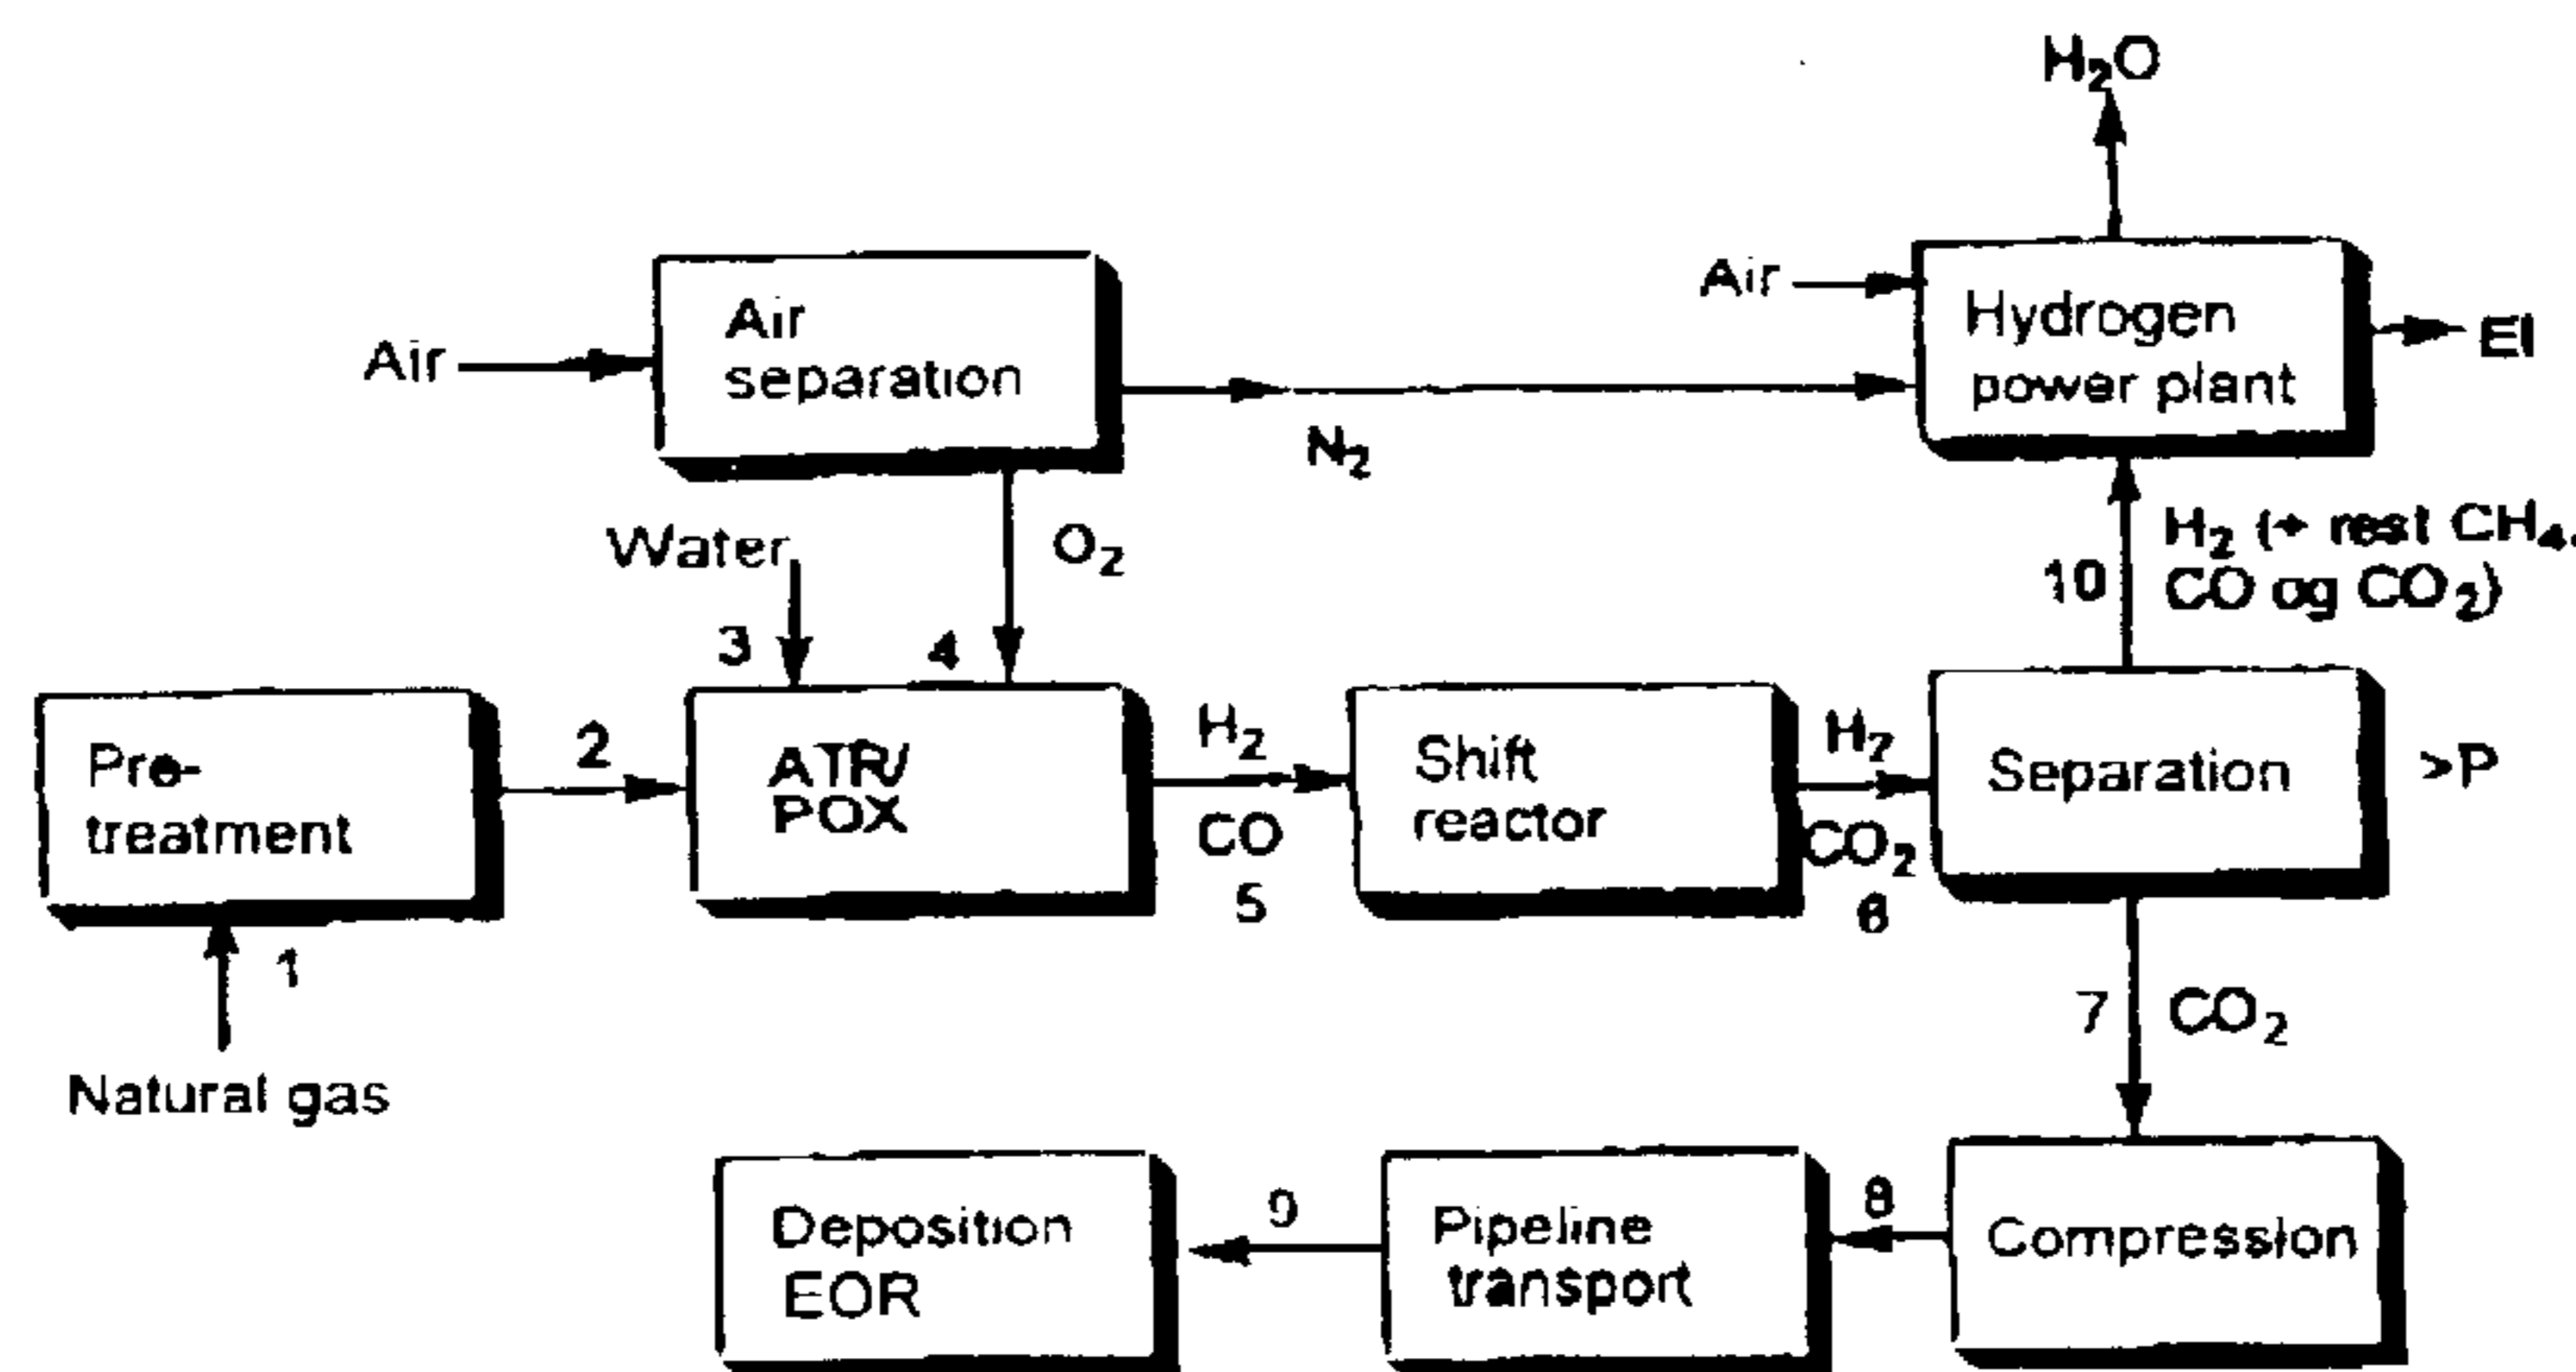 H₂O
Air
separation
Air
Air
Hydrogen
power plant
El
N₂
Water
O₂
3
4
10
H₂ (+ rest CH₄,
CO og CO₂)
Pre-
treatment
2
ATR/
POX
H₂
CO
5
Shift
reactor
H₂
CO₂
6
Separation
>P
1
Natural gas
7
CO₂
Deposition
EOR
9
Pipeline
transport
8
Compression